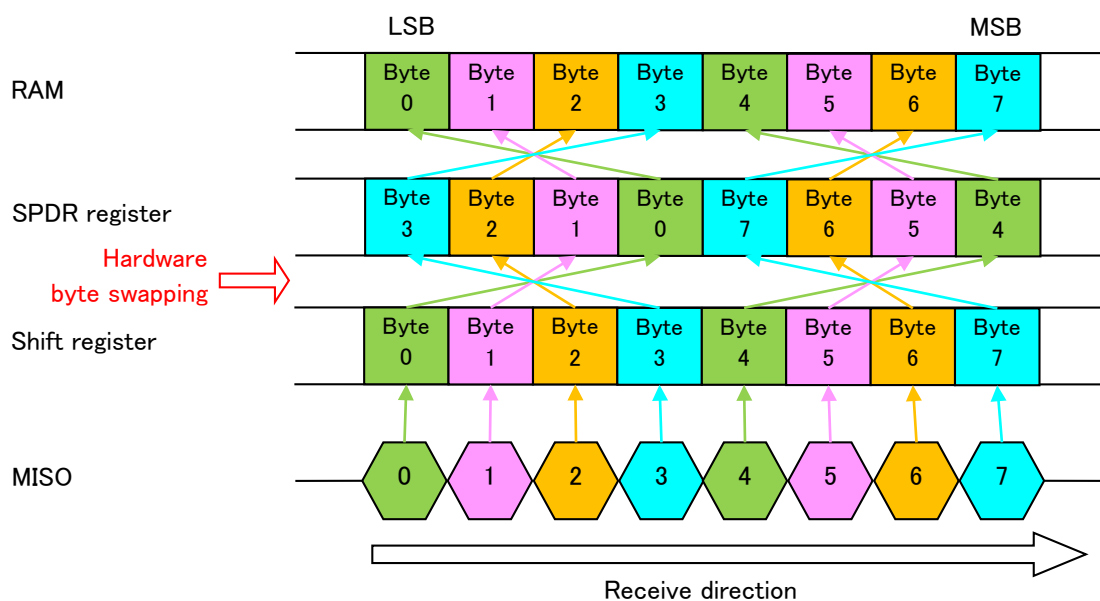 LSB MSB
RAM
Byte Byte Byte Byte Byte Byte Byte Byte
0 1 2 3 4 5 6 7
SPDR register
Byte Byte Byte Byte Byte Byte Byte Byte
3 2 1 0 7 6 5 4
Hardware
byte swapping
Shift register
Byte Byte Byte Byte Byte Byte Byte Byte
0 1 2 3 4 5 6 7
MISO
0 1 2 3 4 5 6 7
Receive direction